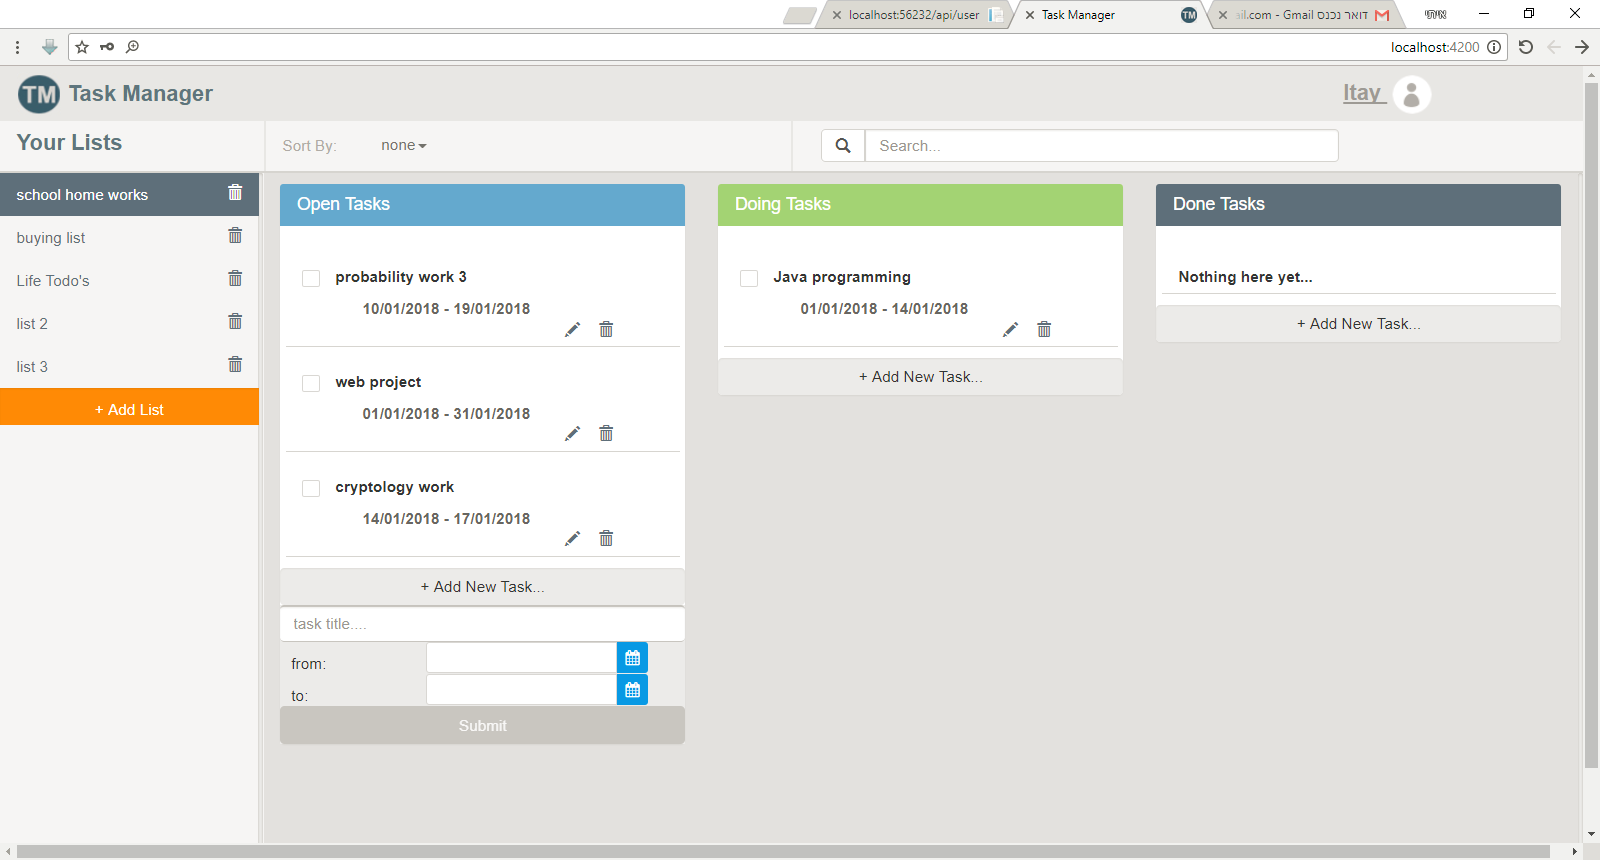 localhost:56232/api/user
Task Manager
TM
ail.com - Gmail דואר נכנס
איתי
localhost:4200
TM Task Manager
Itay
Your Lists
Sort By: none
Search...
school home works
buying list
Life Todo's
list 2
list 3
+ Add List
Open Tasks
probability work 3
10/01/2018 - 19/01/2018
web project
01/01/2018 - 31/01/2018
cryptology work
14/01/2018 - 17/01/2018
+ Add New Task...
task title....
from:
to:
Submit
Doing Tasks
Java programming
01/01/2018 - 14/01/2018
+ Add New Task...
Done Tasks
Nothing here yet...
+ Add New Task...